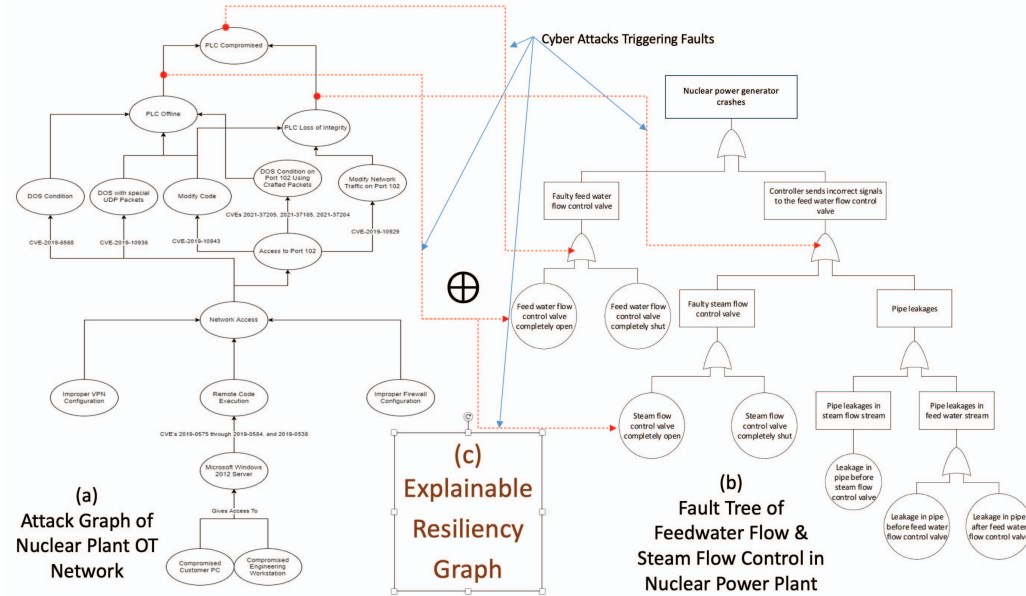 Cyber Attacks Triggering Faults
PLC Compromised
PLC Offline
PLC Loss of Integrity
DOS Condition
DOS with special
UDP Packets
Modify Code
DOS Condition on
Port 102 Using
Crafted Packets
Modify Network
Traffic on Port 102
CVEs 2021-37205, 2021-37185, 2021-37204
CVE-2019-6568
CVE-2019-10936
CVE-2019-10943
CVE-2019-10929
Access to Port 102
Network Access
Improper VPN
Configuration
Remote Code
Execution
Improper Firewall
Configuration
CVE's 2019-0575 through 2019-0584, and 2019-0538
Microsoft Windows
2012 Server
Gives Access To
Compromised
Customer PC
Compromised
Engineering
Workstation
(a)
Attack Graph of
Nuclear Plant OT
Network
(c)
Explainable
Resiliency
Graph
Nuclear power generator
crashes
Faulty feed water
flow control valve
Controller sends incorrect signals
to the feed water flow control
valve
Feed water flow
control valve
completely open
Feed water flow
control valve
completely shut
Faulty steam flow
control valve
Pipe leakages
Steam flow
control valve
completely open
Steam flow
control valve
completely shut
Pipe leakages in
steam flow stream
Pipe leakages in
feed water stream
Leakage in
pipe before
steam flow
control valve
Leakage in pipe
before feed water
flow control valve
Leakage in pipe
after feed water
flow control valve
(b)
Fault Tree of
Feedwater Flow &
Steam Flow Control in
Nuclear Power Plant